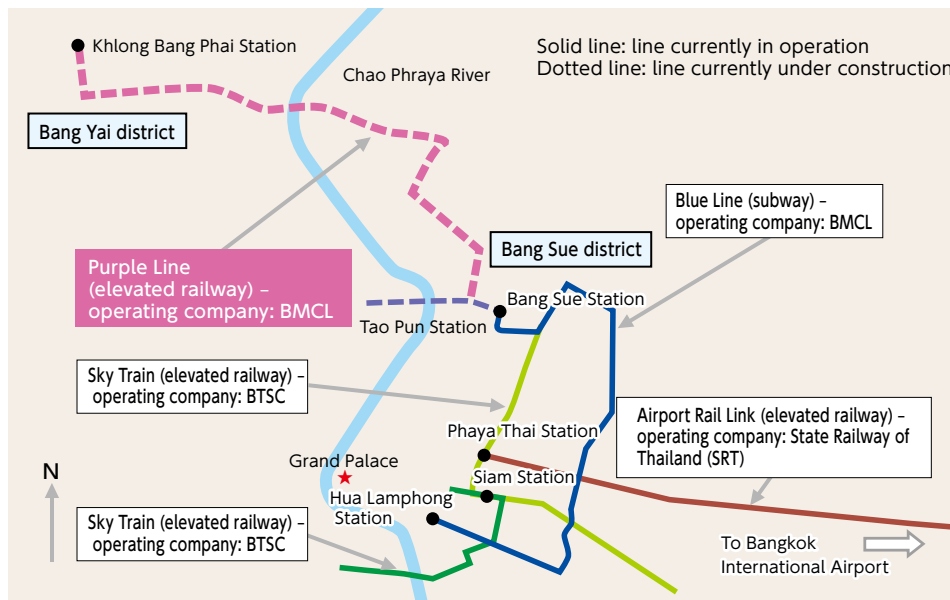 Khlong Bang Phai Station
Solid line: line currently in operation
Dotted line: line currently under construction
Chao Phraya River
Bang Yai district
Blue Line (subway) –
operating company: BMCL
Bang Sue district
Purple Line
(elevated railway) –
operating company: BMCL
Bang Sue Station
Tao Pun Station
Sky Train (elevated railway) –
operating company: BTSC
Airport Rail Link (elevated railway) –
operating company: State Railway of
Thailand (SRT)
Phaya Thai Station
Grand Palace
Siam Station
Hua Lamphong
Station
N
Sky Train (elevated railway) –
operating company: BTSC
To Bangkok
International Airport